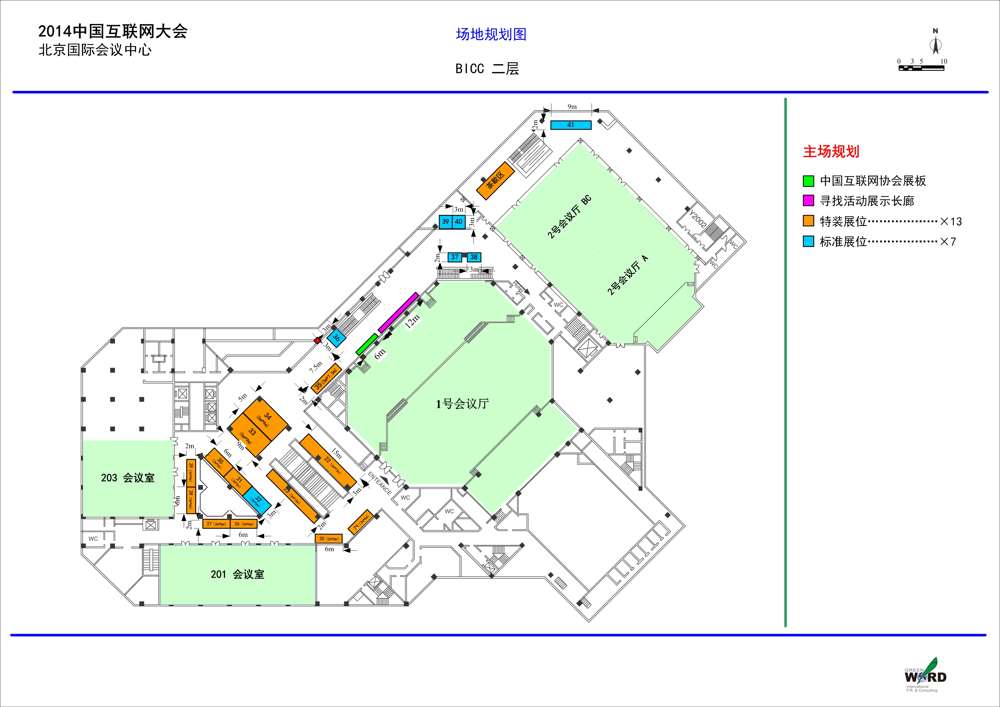 2014中国互联网大会
北京国际会议中心
场地规划图
BICC 二层
N
0 3 5 10
主场规划
中国互联网协会展板
寻找活动展示长廊
特装展位··················×13
标准展位··················×7
9m
2m
41
茶歇区
3m
39
40
3m
2号会议厅 BC
Y2002
WC
WC
2m
37
38
3m
2号会议厅 A
Hotel
WC
12m
3m
36
3m
6m
7.5m
35(2m*7.5m)
2m
1号会议厅
5m
34
(5m*9m)
33
(5m*9m)
9m
15m
22 (3m*15m)
3m
ENTEANCE
2m
6m
30
(3m*6m)
31
(3m*6m)
32
(3m*6m)
3m
29 (2m*6m)
28 (2m*6m)
6m
203 会议室
23 (2m*15m)
2m
WC
WC
24 (2m*6m)
2m
27 (2m*6m)
26 (2m*6m)
6m
25 (2m*6m)
6m
WC
201 会议室
GREEN
WORD
International
P.R. & Consulting